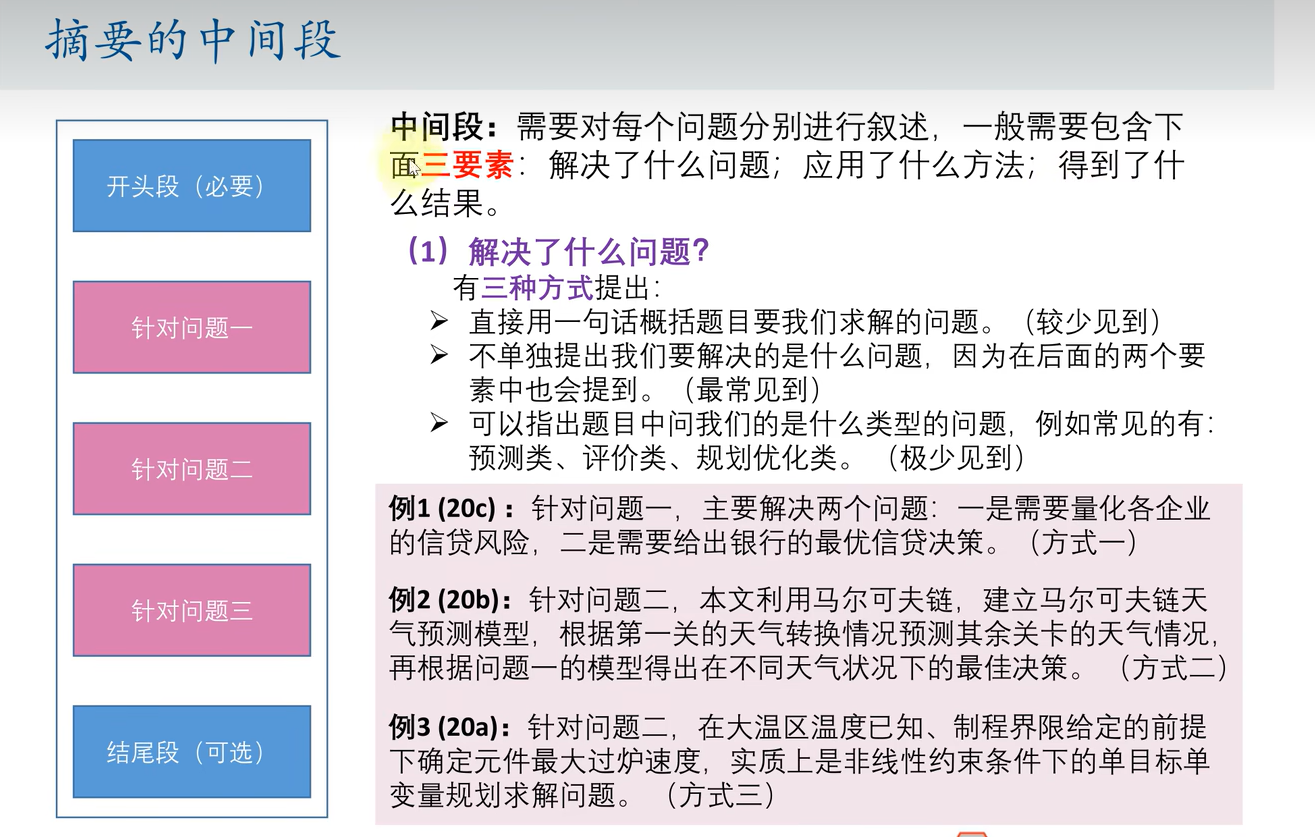 摘要的中间段
开头段（必要）
针对问题一
针对问题二
针对问题三
结尾段（可选）
中间段：需要对每个问题分别进行叙述，一般需要包含下
面三要素：解决了什么问题；应用了什么方法；得到了什
么结果。
（1）解决了什么问题？
有三种方式提出：
➢ 直接用一句话概括题目要我们求解的问题。（较少见到）
➢ 不单独提出我们要解决的是什么问题，因为在后面的两个要
素中也会提到。（最常见到）
➢ 可以指出题目中问我们的是什么类型的问题，例如常见的有：
预测类、评价类、规划优化类。（极少见到）
例1 (20c)：针对问题一，主要解决两个问题：一是需要量化各企业
的信贷风险，二是需要给出银行的最优信贷决策。（方式一）
例2 (20b)：针对问题二，本文利用马尔可夫链，建立马尔可夫链天
气预测模型，根据第一关的天气转换情况预测其余关卡的天气情况，
再根据问题一的模型得出在不同天气状况下的最佳决策。（方式二）
例3 (20a)：针对问题二，在大温区温度已知、制程界限给定的前提
下确定元件最大过炉速度，实质上是非线性约束条件下的单目标单
变量规划求解问题。（方式三）